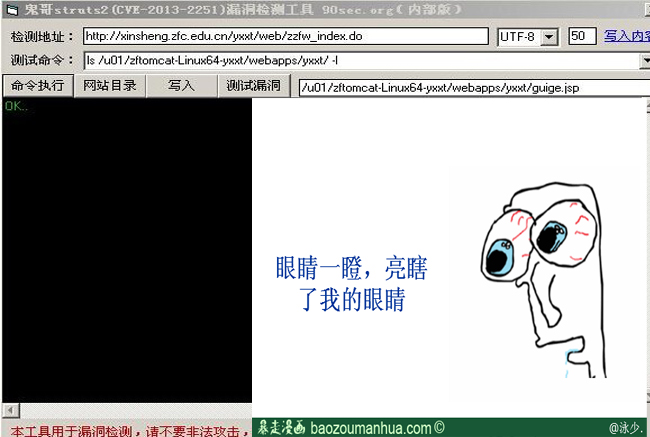 鬼哥struts2(CVE-2013-2251)漏洞检测工具 90sec.org(内部版)
检测地址: http://xinsheng.zfc.edu.cn/yxxt/web/zzfw_index.do UTF-8 50 写入内容
测试命令: ls /u01/zftomcat-Linux64-yxxt/webapps/yxxt/ -l
命令执行 网站目录 写入 测试漏洞 /u01/zftomcat-Linux64-yxxt/webapps/yxxt/guige.jsp
OK..
眼睛一瞪，亮瞎
了我的眼睛
本工具用于漏洞检测，请不要非法攻击，
暴走漫画 baozoumanhua.com © @泳少.